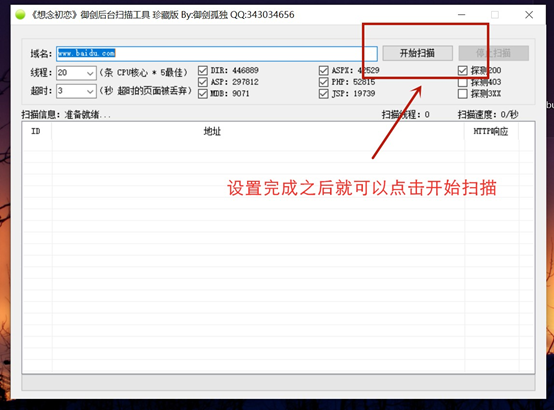 《想念初恋》御剑后台扫描工具 珍藏版 By:御剑孤独 QQ:343034656
域名: www.baidu.com 开始扫描 停止扫描
线程: 20 (条 CPU核心 * 5最佳) DIR: 446889 ASPX: 42529 探测200
超时: 3 (秒 超时的页面被丢弃) ASP: 297812 PHP: 52815 探测403
MDB: 9071 JSP: 19739 探测3XX
扫描信息: 准备就绪... 扫描线程: 0 扫描速度: 0/秒
ID 地址 HTTP响应
设置完成之后就可以点击开始扫描